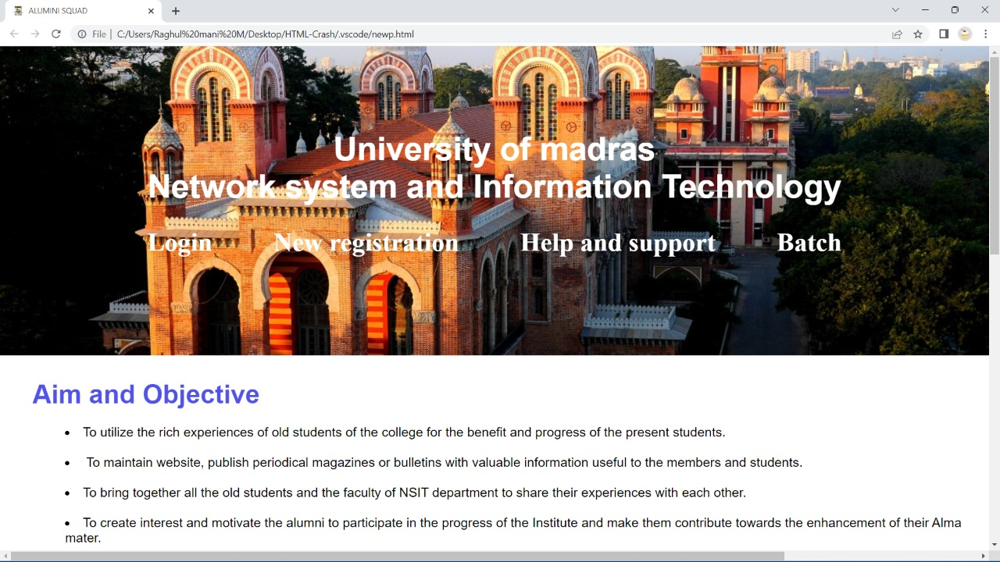 ALUMINI SQUAD
File | C:/Users/Raghul%20mani%20M/Desktop/HTML-Crash/.vscode/newp.html
University of madras
Network system and Information Technology
Login New registration Help and support Batch
Aim and Objective
• To utilize the rich experiences of old students of the college for the benefit and progress of the present students.
• To maintain website, publish periodical magazines or bulletins with valuable information useful to the members and students.
• To bring together all the old students and the faculty of NSIT department to share their experiences with each other.
• To create interest and motivate the alumni to participate in the progress of the Institute and make them contribute towards the enhancement of their Alma
mater.